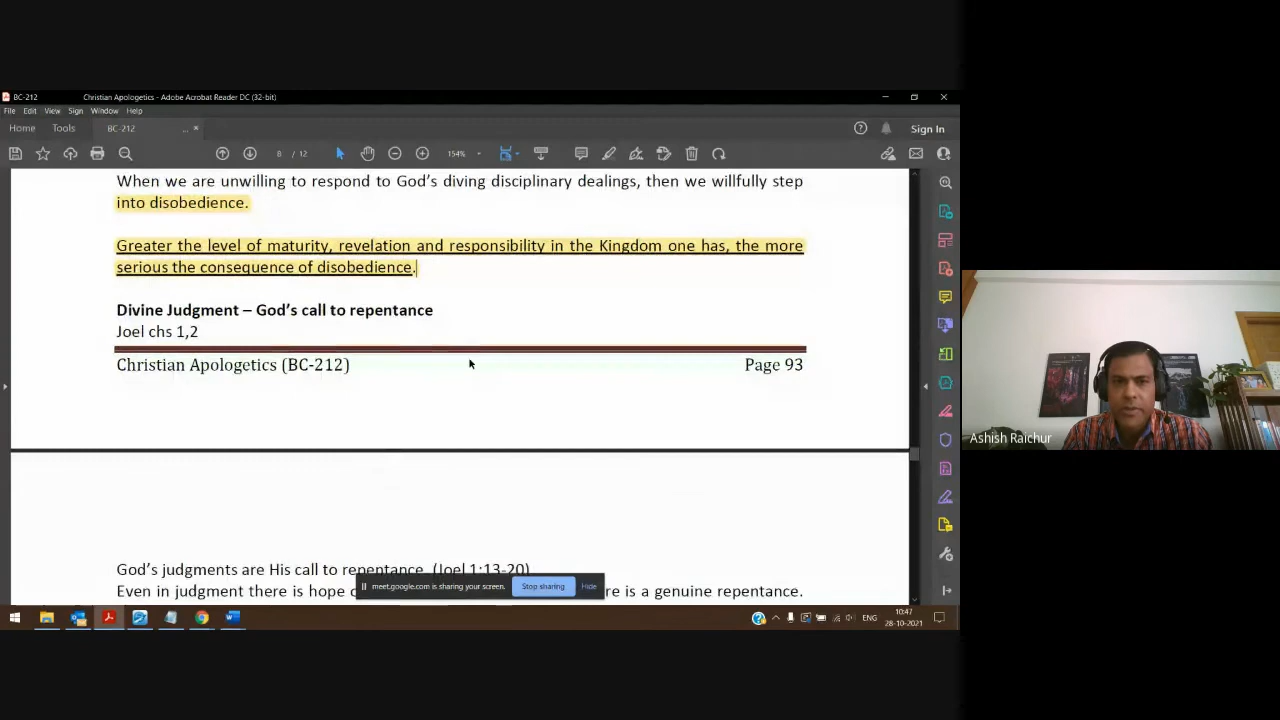 BC-212 Christian Apologetics - Adobe Acrobat Reader DC (32-bit)
File Edit View Sign Window Help
Home Tools BC-212 ... × Sign In
8 / 12 154%
When we are unwilling to respond to God’s diving disciplinary dealings, then we willfully step
into disobedience.
Greater the level of maturity, revelation and responsibility in the Kingdom one has, the more
serious the consequence of disobedience.
Divine Judgment – God’s call to repentance
Joel chs 1,2
Christian Apologetics (BC-212) Page 93
Ashish Raichur
God’s judgments are His call to repentance. (Joel 1:13-20)
Even in judgment there is hope re is a genuine repentance.
meet.google.com is sharing your screen. Stop sharing Hide
ENG 10:47
28-10-2021